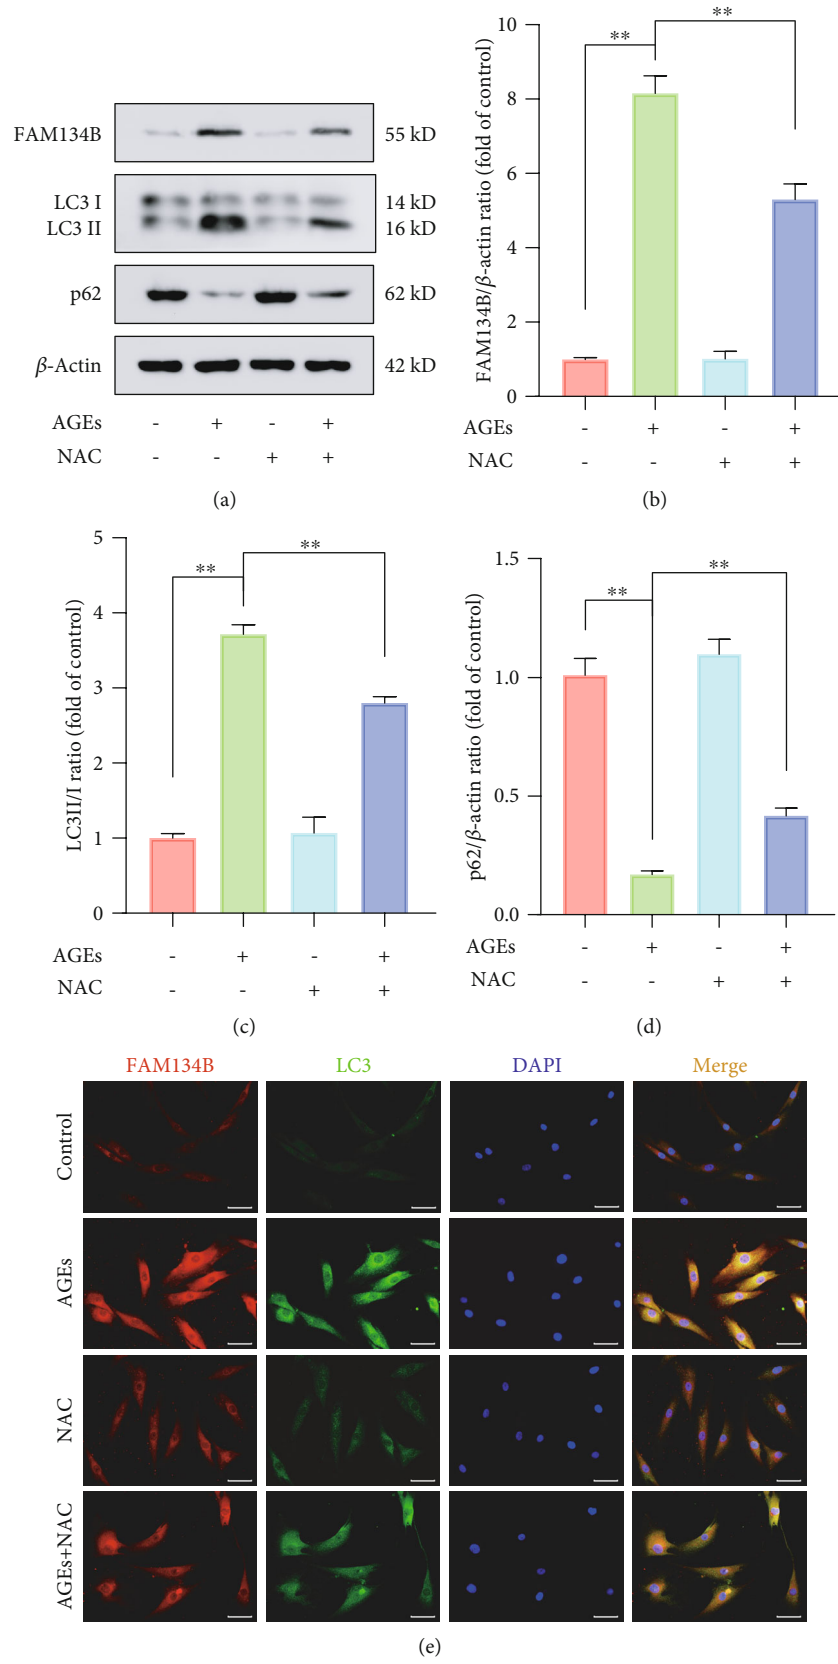 FAM134B 55 kD
LC3 I 14 kD
LC3 II 16 kD
p62 62 kD
β-Actin 42 kD
AGEs - + - +
NAC - - + +
(a)
FAM134B/β-actin ratio (fold of control)
10
8
6
4
2
0
** **
AGEs - + - +
NAC - - + +
(b)
LC3II/I ratio (fold of control)
5
4
3
2
1
0
** **
AGEs - + - +
NAC - - + +
(c)
p62/β-actin ratio (fold of control)
1.5
1.0
0.5
0.0
** **
AGEs - + - +
NAC - - + +
(d)
FAM134B LC3 DAPI Merge
Control
AGEs
NAC
AGEs+NAC
(e)